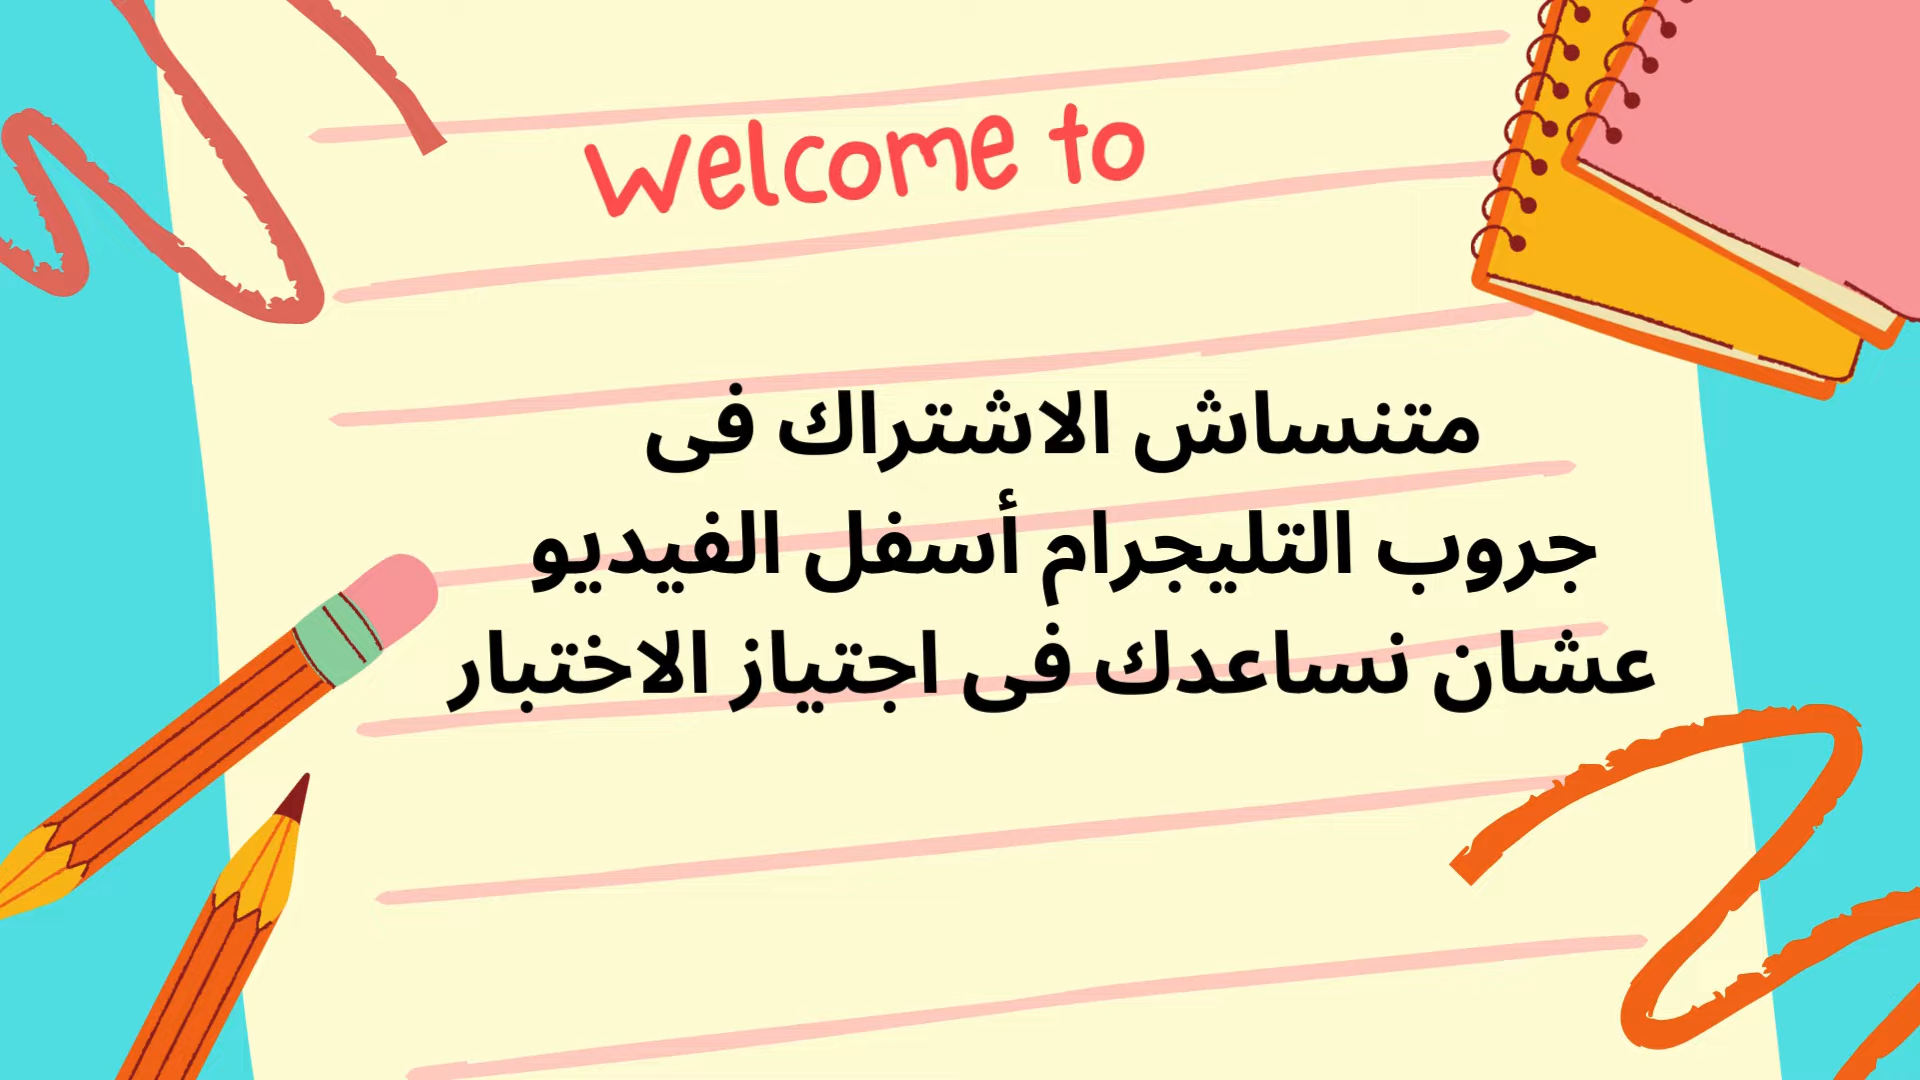 Welcome to
متنساش الاشتراك فى
جروب التليجرام أسفل الفيديو
عشان نساعدك فى اجتياز الاختبار